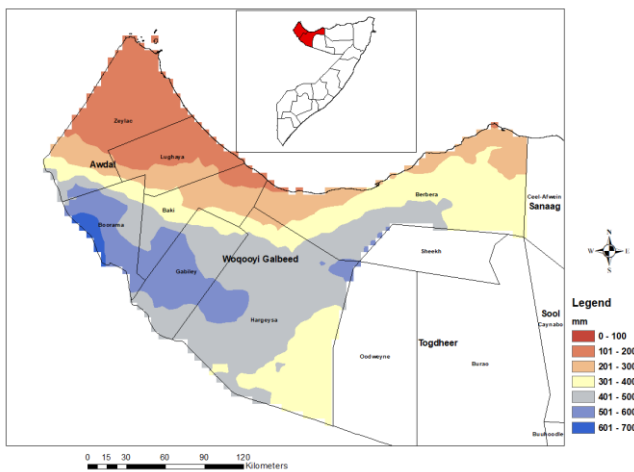 Zeylac
Lughaya
Awdal
Baki
Boorama
Berbera
Ceel-Afwein
Sanaag
Woqooyi Galbeed
Sheekh
Gabiley
Hargeysa
Oodweyne
Togdheer
Burao
Sool
Caynabo
Buuhoodle
N
W E
S
Legend
mm
0 - 100
101 - 200
201 - 300
301 - 400
401 - 500
501 - 600
601 - 700
0 15 30 60 90 120
Kilometers